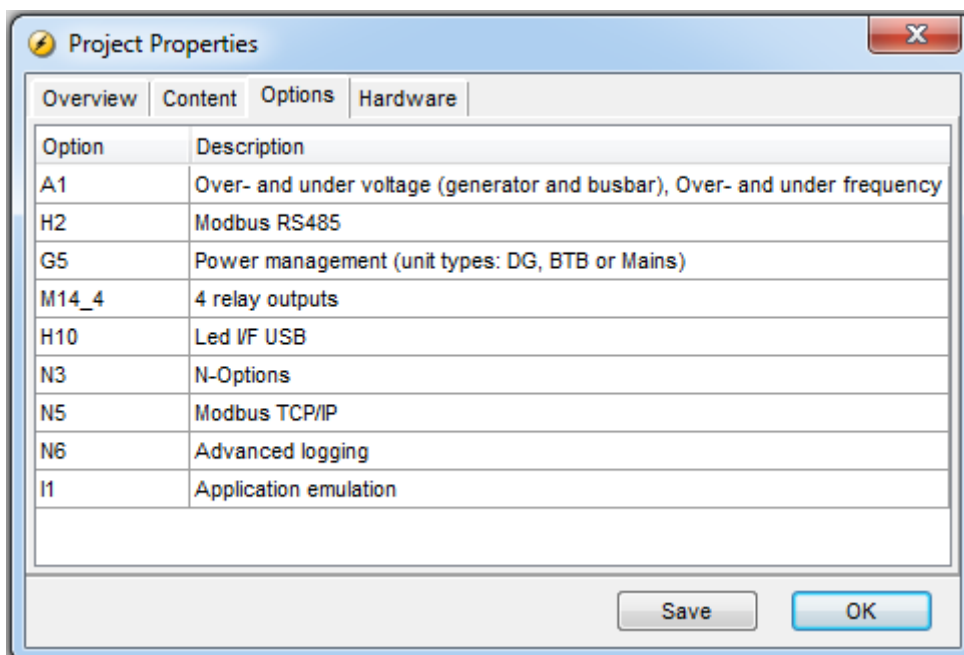 Project Properties
Overview Content Options Hardware
Option Description
A1 Over- and under voltage (generator and busbar), Over- and under frequency
H2 Modbus RS485
G5 Power management (unit types: DG, BTB or Mains)
M14_4 4 relay outputs
H10 Led I/F USB
N3 N-Options
N5 Modbus TCP/IP
N6 Advanced logging
I1 Application emulation
Save OK